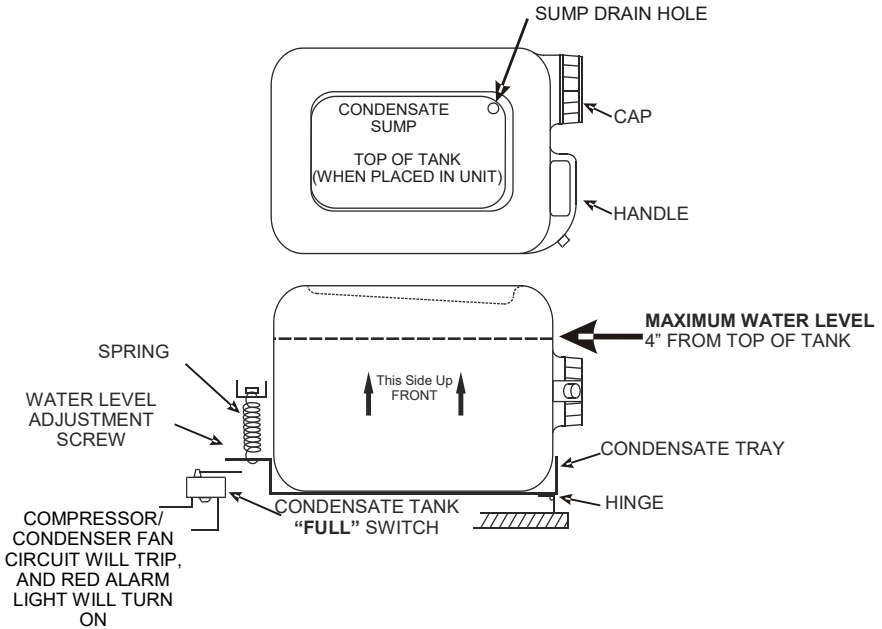 SUMP DRAIN HOLE
CONDENSATE
SUMP
TOP OF TANK
(WHEN PLACED IN UNIT)
CAP
HANDLE
MAXIMUM WATER LEVEL
4” FROM TOP OF TANK
SPRING
This Side Up
FRONT
WATER LEVEL
ADJUSTMENT
SCREW
CONDENSATE TRAY
HINGE
CONDENSATE TANK
“FULL” SWITCH
COMPRESSOR/
CONDENSER FAN
CIRCUIT WILL TRIP,
AND RED ALARM
LIGHT WILL TURN
ON